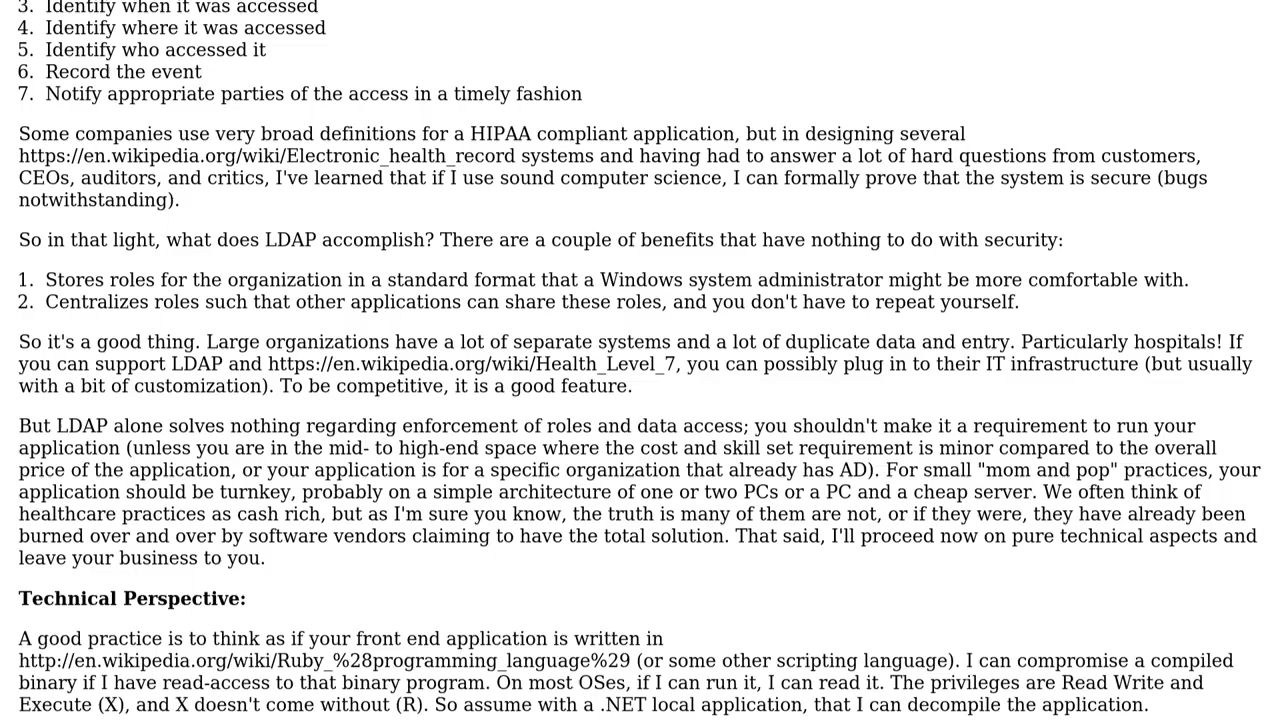 3. Identify when it was accessed
4. Identify where it was accessed
5. Identify who accessed it
6. Record the event
7. Notify appropriate parties of the access in a timely fashion
Some companies use very broad definitions for a HIPAA compliant application, but in designing several
https://en.wikipedia.org/wiki/Electronic_health_record systems and having had to answer a lot of hard questions from customers,
CEOs, auditors, and critics, I've learned that if I use sound computer science, I can formally prove that the system is secure (bugs
notwithstanding).
So in that light, what does LDAP accomplish? There are a couple of benefits that have nothing to do with security:
1. Stores roles for the organization in a standard format that a Windows system administrator might be more comfortable with.
2. Centralizes roles such that other applications can share these roles, and you don't have to repeat yourself.
So it's a good thing. Large organizations have a lot of separate systems and a lot of duplicate data and entry. Particularly hospitals! If
you can support LDAP and https://en.wikipedia.org/wiki/Health_Level_7, you can possibly plug in to their IT infrastructure (but usually
with a bit of customization). To be competitive, it is a good feature.
But LDAP alone solves nothing regarding enforcement of roles and data access; you shouldn't make it a requirement to run your
application (unless you are in the mid- to high-end space where the cost and skill set requirement is minor compared to the overall
price of the application, or your application is for a specific organization that already has AD). For small "mom and pop" practices, your
application should be turnkey, probably on a simple architecture of one or two PCs or a PC and a cheap server. We often think of
healthcare practices as cash rich, but as I'm sure you know, the truth is many of them are not, or if they were, they have already been
burned over and over by software vendors claiming to have the total solution. That said, I'll proceed now on pure technical aspects and
leave your business to you.
Technical Perspective:
A good practice is to think as if your front end application is written in
http://en.wikipedia.org/wiki/Ruby_%28programming_language%29 (or some other scripting language). I can compromise a compiled
binary if I have read-access to that binary program. On most OSes, if I can run it, I can read it. The privileges are Read Write and
Execute (X), and X doesn't come without (R). So assume with a .NET local application, that I can decompile the application.